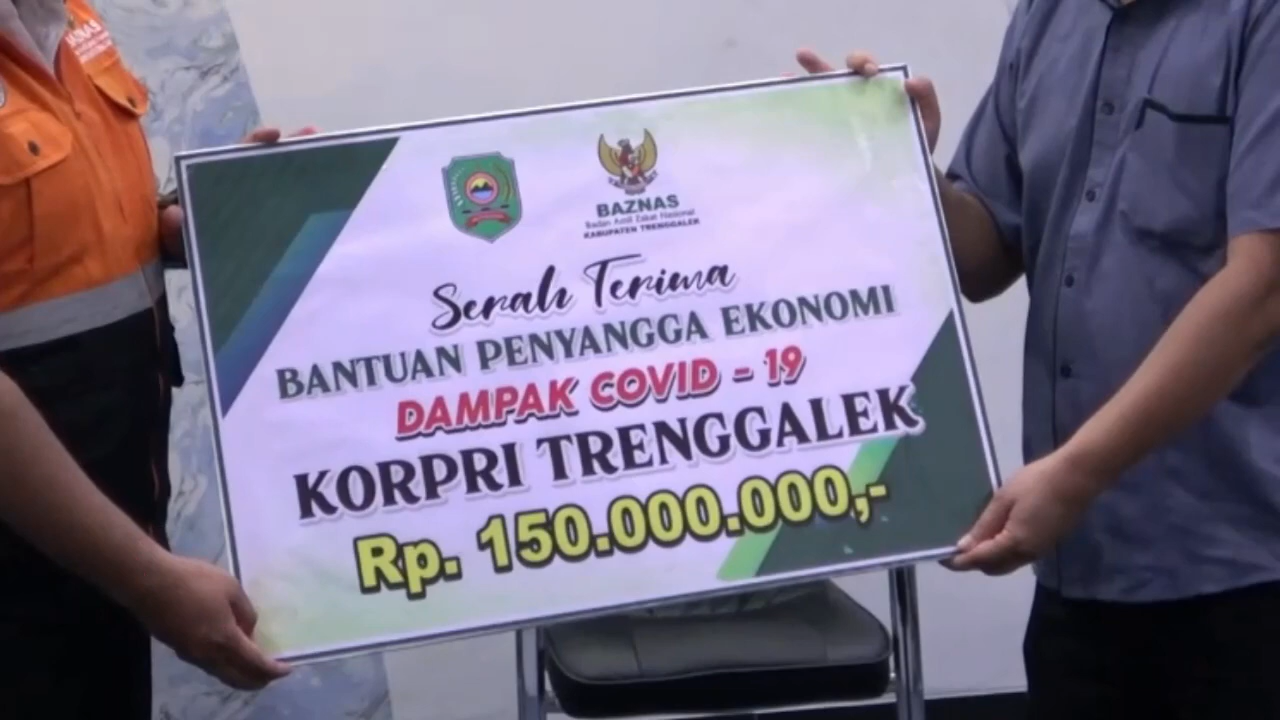 BAZNAS
Badan Amil Zakat Nasional
KABUPATEN TRENGGALEK
Serah Terima
BANTUAN PENYANGGA EKONOMI
DAMPAK COVID - 19
KORPRI TRENGGALEK
Rp. 150.000.000,-